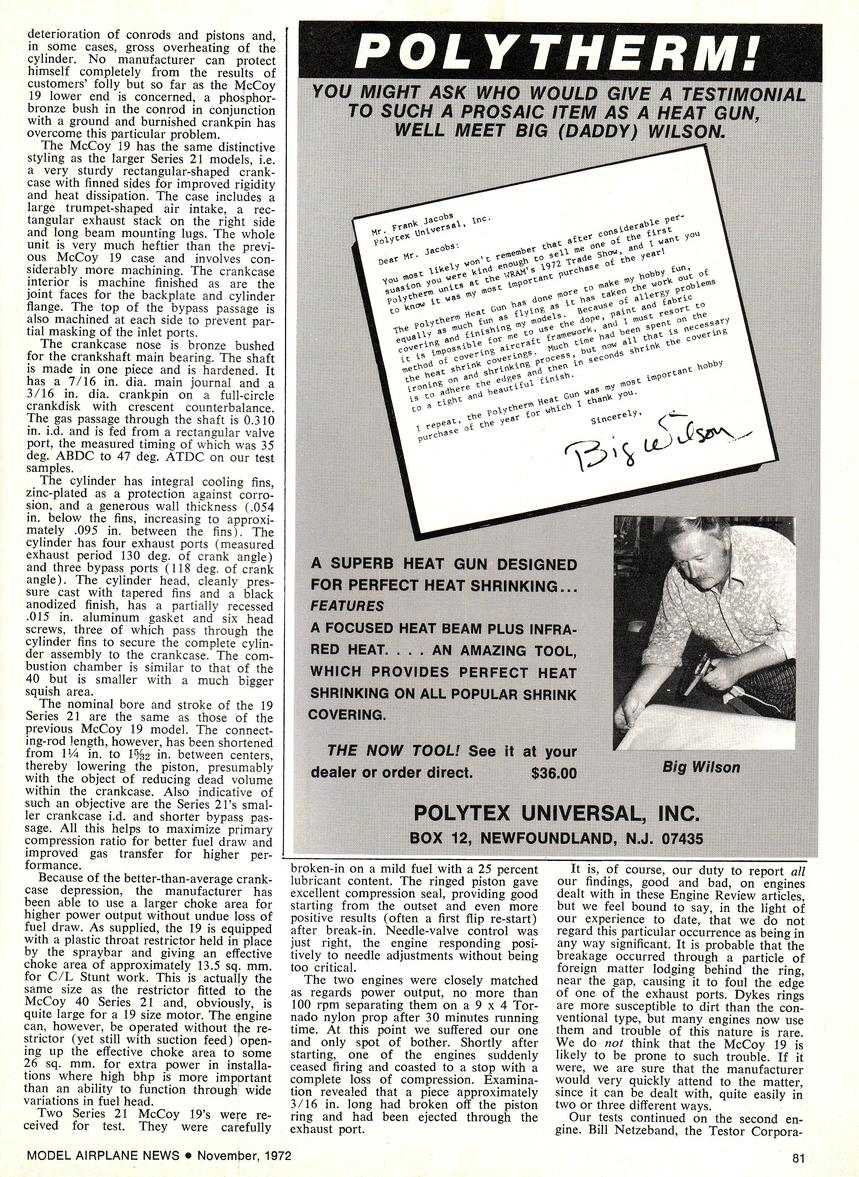 deterioration of conrods and pistons and,
in some cases, gross overheating of the
cylinder. No manufacturer can protect
himself completely from the results of
customers' folly but so far as the McCoy
19 lower end is concerned, a phosphor-
bronze bush in the conrod in conjunction
with a ground and burnished crankpin has
overcome this particular problem.
The McCoy 19 has the same distinctive
styling as the larger Series 21 models, i.e.
a very sturdy rectangular-shaped crank-
case with finned sides for improved rigidity
and heat dissipation. The case includes a
large trumpet-shaped air intake, a rec-
tangular exhaust stack on the right side
and long beam mounting lugs. The whole
unit is very much heftier than the previ-
ous McCoy 19 case and involves con-
siderably more machining. The crankcase
interior is machine finished as are the
joint faces for the backplate and cylinder
flange. The top of the bypass passage is
also machined at each side to prevent par-
tial masking of the inlet ports.
The crankcase nose is bronze bushed
for the crankshaft main bearing. The shaft
is made in one piece and is hardened. It
has a 7/16 in. dia. main journal and a
3/16 in. dia. crankpin on a full-circle
crankdisk with crescent counterbalance.
The gas passage through the shaft is 0.310
in. i.d. and is fed from a rectangular valve
port, the measured timing of which was 35
deg. ABDC to 47 deg. ATDC on our test
samples.
The cylinder has integral cooling fins,
zinc-plated as a protection against corro-
sion, and a generous wall thickness (.054
in. below the fins, increasing to approxi-
mately .095 in. between the fins). The
cylinder has four exhaust ports (measured
exhaust period 130 deg. of crank angle)
and three bypass ports (118 deg. of crank
angle). The cylinder head, cleanly pres-
sure cast with tapered fins and a black
anodized finish, has a partially recessed
.015 in. aluminum gasket and six head
screws, three of which pass through the
cylinder fins to secure the complete cylin-
der assembly to the crankcase. The com-
bustion chamber is similar to that of the
40 but is smaller with a much bigger
squish area.
The nominal bore and stroke of the 19
Series 21 are the same as those of the
previous McCoy 19 model. The connect-
ing-rod length, however, has been shortened
from 1¼ in. to 1 5/32 in. between centers,
thereby lowering the piston, presumably
with the object of reducing dead volume
within the crankcase. Also indicative of
such an objective are the Series 21's smal-
ler crankcase i.d. and shorter bypass pas-
sage. All this helps to maximize primary
compression ratio for better fuel draw and
improved gas transfer for higher per-
formance.
Because of the better-than-average crank-
case depression, the manufacturer has
been able to use a larger choke area for
higher power output without undue loss of
fuel draw. As supplied, the 19 is equipped
with a plastic throat restrictor held in place
by the spraybar and giving an effective
choke area of approximately 13.5 sq. mm.
for C/L Stunt work. This is actually the
same size as the restrictor fitted to the
McCoy 40 Series 21 and, obviously, is
quite large for a 19 size motor. The engine
can, however, be operated without the re-
strictor (yet still with suction feed) open-
ing up the effective choke area to some
26 sq. mm. for extra power in installa-
tions where high bhp is more important
than an ability to function through wide
variations in fuel head.
Two Series 21 McCoy 19's were re-
ceived for test. They were carefully
POLYTHERM!
YOU MIGHT ASK WHO WOULD GIVE A TESTIMONIAL
TO SUCH A PROSAIC ITEM AS A HEAT GUN,
WELL MEET BIG (DADDY) WILSON.
Mr. Frank Jacobs
Polytex Universal, Inc.
Dear Mr. Jacobs:
You most likely won't remember that after considerable per-
suasion you were kind enough to sell me one of the first
Polytherm units at the WRAM's 1972 Trade Show, and I want you
to know it was my most important purchase of the year!
The Polytherm Heat Gun has done more to make my hobby fun,
equally as much fun as flying as it has taken the work out of
covering and finishing my models. Because of allergy problems
it is impossible for me to use the dope, paint and fabric
method of covering aircraft framework, and I must resort to
the heat shrink coverings. Much time had been spent on the
ironing on and shrinking process, but now all that is necessary
is to adhere the edges and then in seconds shrink the covering
to a tight and beautiful finish.
I repeat, the Polytherm Heat Gun was my most important hobby
purchase of the year for which I thank you.
Sincerely,
Big Wilson
A SUPERB HEAT GUN DESIGNED
FOR PERFECT HEAT SHRINKING...
FEATURES
A FOCUSED HEAT BEAM PLUS INFRA-
RED HEAT. . . . AN AMAZING TOOL,
WHICH PROVIDES PERFECT HEAT
SHRINKING ON ALL POPULAR SHRINK
COVERING.
THE NOW TOOL! See it at your
dealer or order direct. $36.00
Big Wilson
POLYTEX UNIVERSAL, INC.
BOX 12, NEWFOUNDLAND, N.J. 07435
broken-in on a mild fuel with a 25 percent
lubricant content. The ringed piston gave
excellent compression seal, providing good
starting from the outset and even more
positive results (often a first flip re-start)
after break-in. Needle-valve control was
just right, the engine responding posi-
tively to needle adjustments without being
too critical.
The two engines were closely matched
as regards power output, no more than
100 rpm separating them on a 9 x 4 Tor-
nado nylon prop after 30 minutes running
time. At this point we suffered our one
and only spot of bother. Shortly after
starting, one of the engines suddenly
ceased firing and coasted to a stop with a
complete loss of compression. Examina-
tion revealed that a piece approximately
3/16 in. long had broken off the piston
ring and had been ejected through the
exhaust port.
It is, of course, our duty to report all
our findings, good and bad, on engines
dealt with in these Engine Review articles,
but we feel bound to say, in the light of
our experience to date, that we do not
regard this particular occurrence as being in
any way significant. It is probable that the
breakage occurred through a particle of
foreign matter lodging behind the ring,
near the gap, causing it to foul the edge
of one of the exhaust ports. Dykes rings
are more susceptible to dirt than the con-
ventional type, but many engines now use
them and trouble of this nature is rare.
We do not think that the McCoy 19 is
likely to be prone to such trouble. If it
were, we are sure that the manufacturer
would very quickly attend to the matter,
since it can be dealt with, quite easily in
two or three different ways.
Our tests continued on the second en-
gine. Bill Netzeband, the Testor Corpora-
MODEL AIRPLANE NEWS ● November, 1972
81